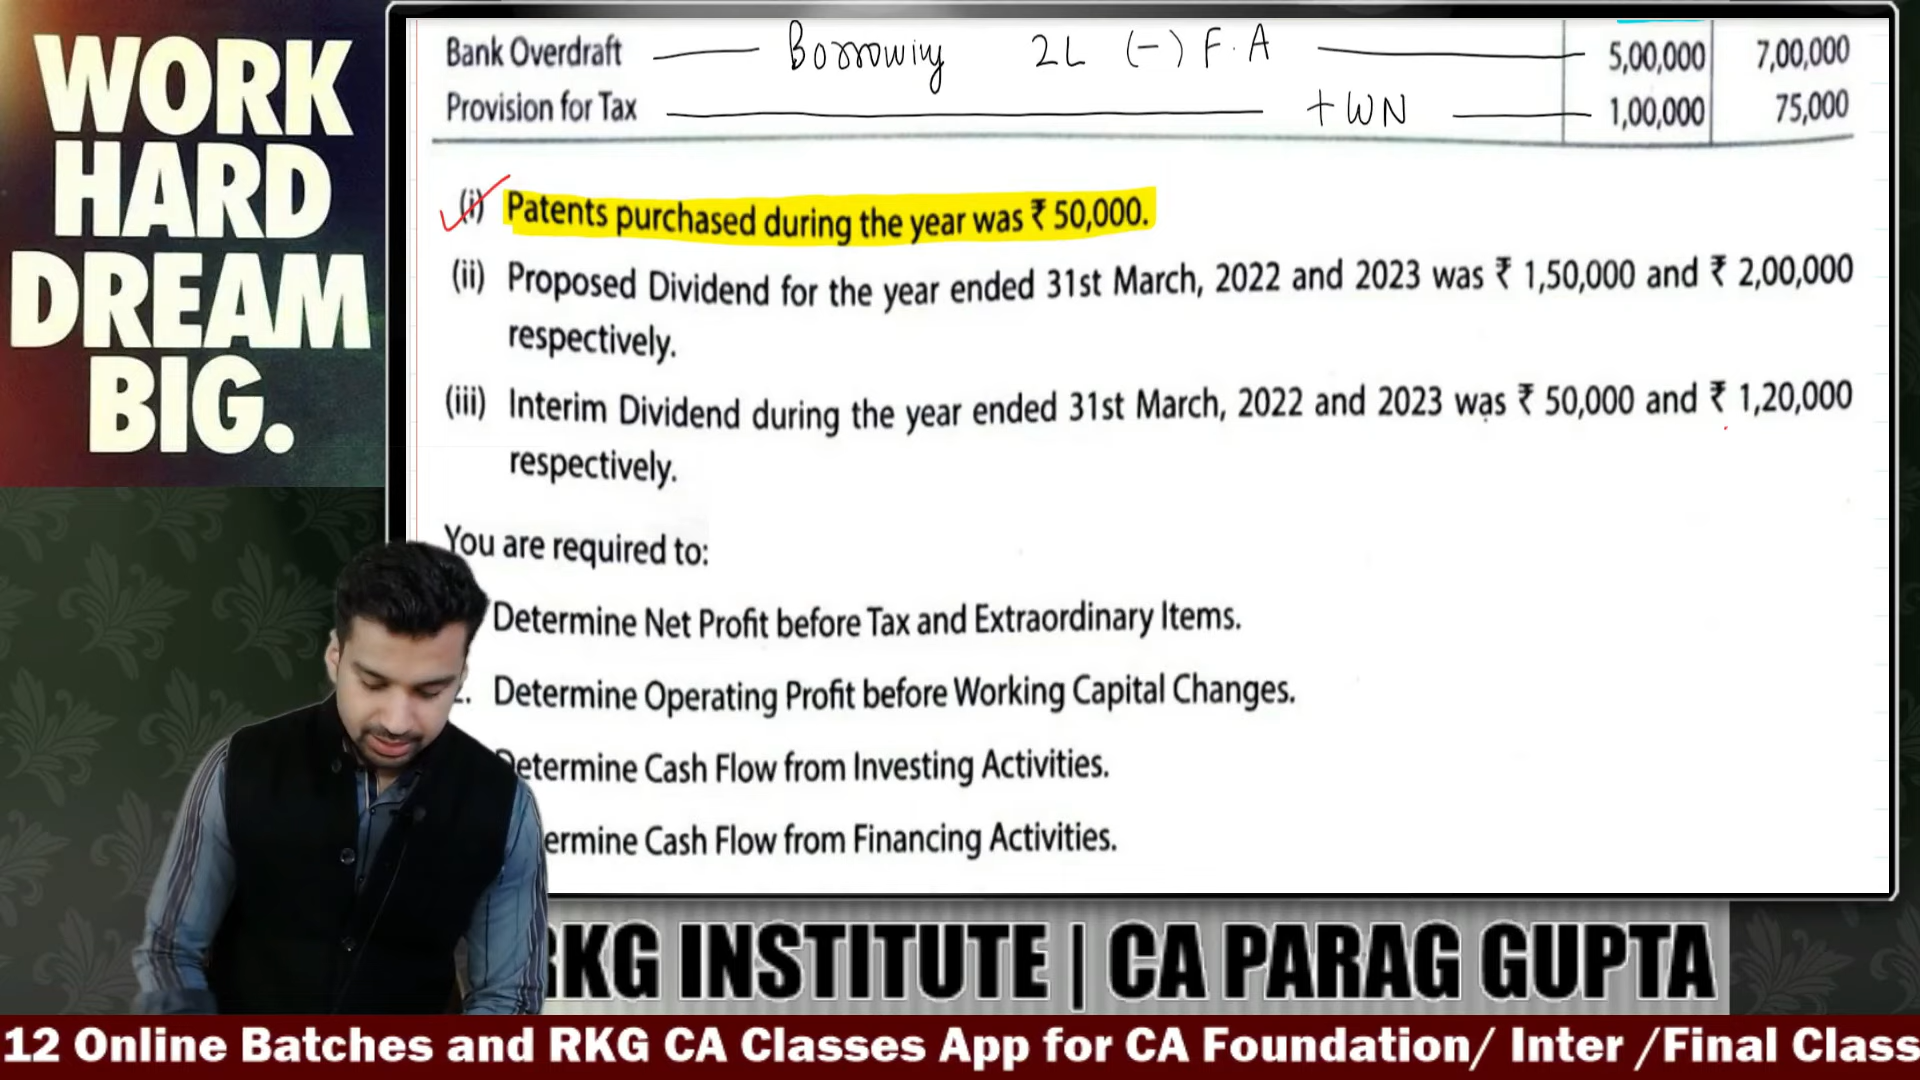 WORK
HARD
DREAM
BIG.
Bank Overdraft Borrowing 2L (-) F.A 5,00,000 7,00,000
Provision for Tax + WN 1,00,000 75,000
(i) Patents purchased during the year was ₹ 50,000.
(ii) Proposed Dividend for the year ended 31st March, 2022 and 2023 was ₹ 1,50,000 and ₹ 2,00,000
respectively.
(iii) Interim Dividend during the year ended 31st March, 2022 and 2023 was ₹ 50,000 and ₹ 1,20,000
respectively.
You are required to:
Determine Net Profit before Tax and Extraordinary Items.
Determine Operating Profit before Working Capital Changes.
Determine Cash Flow from Investing Activities.
ermine Cash Flow from Financing Activities.
RKG INSTITUTE | CA PARAG GUPTA
12 Online Batches and RKG CA Classes App for CA Foundation/ Inter /Final Class